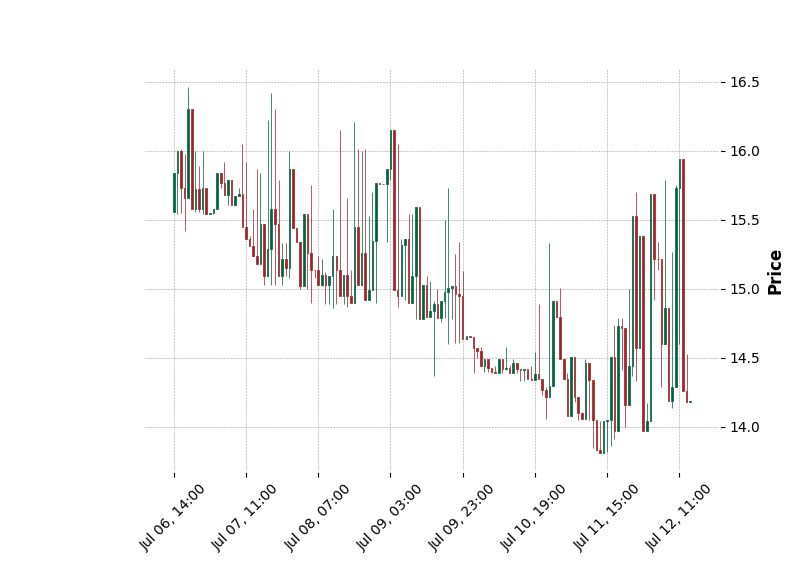 16.5
16.0
15.5
15.0
14.5
14.0
Price
Jul 06, 14:00
Jul 07, 11:00
Jul 08, 07:00
Jul 09, 03:00
Jul 09, 23:00
Jul 10, 19:00
Jul 11, 15:00
Jul 12, 11:00